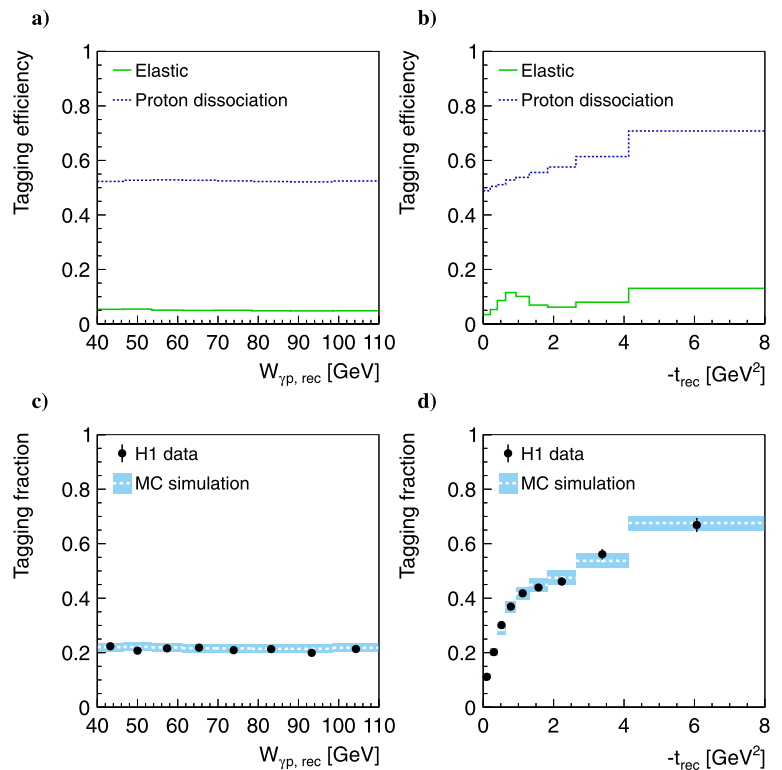 a)
Tagging efficiency
1
0.8
0.6
0.4
0.2
0
Elastic
Proton dissociation
40 50 60 70 80 90 100 110
Wγp, rec [GeV]
b)
Tagging efficiency
1
0.8
0.6
0.4
0.2
0
Elastic
Proton dissociation
0 2 4 6 8
-trec [GeV2]
c)
Tagging fraction
1
0.8
0.6
0.4
0.2
0
H1 data
MC simulation
40 50 60 70 80 90 100 110
Wγp, rec [GeV]
d)
Tagging fraction
1
0.8
0.6
0.4
0.2
0
H1 data
MC simulation
0 2 4 6 8
-trec [GeV2]